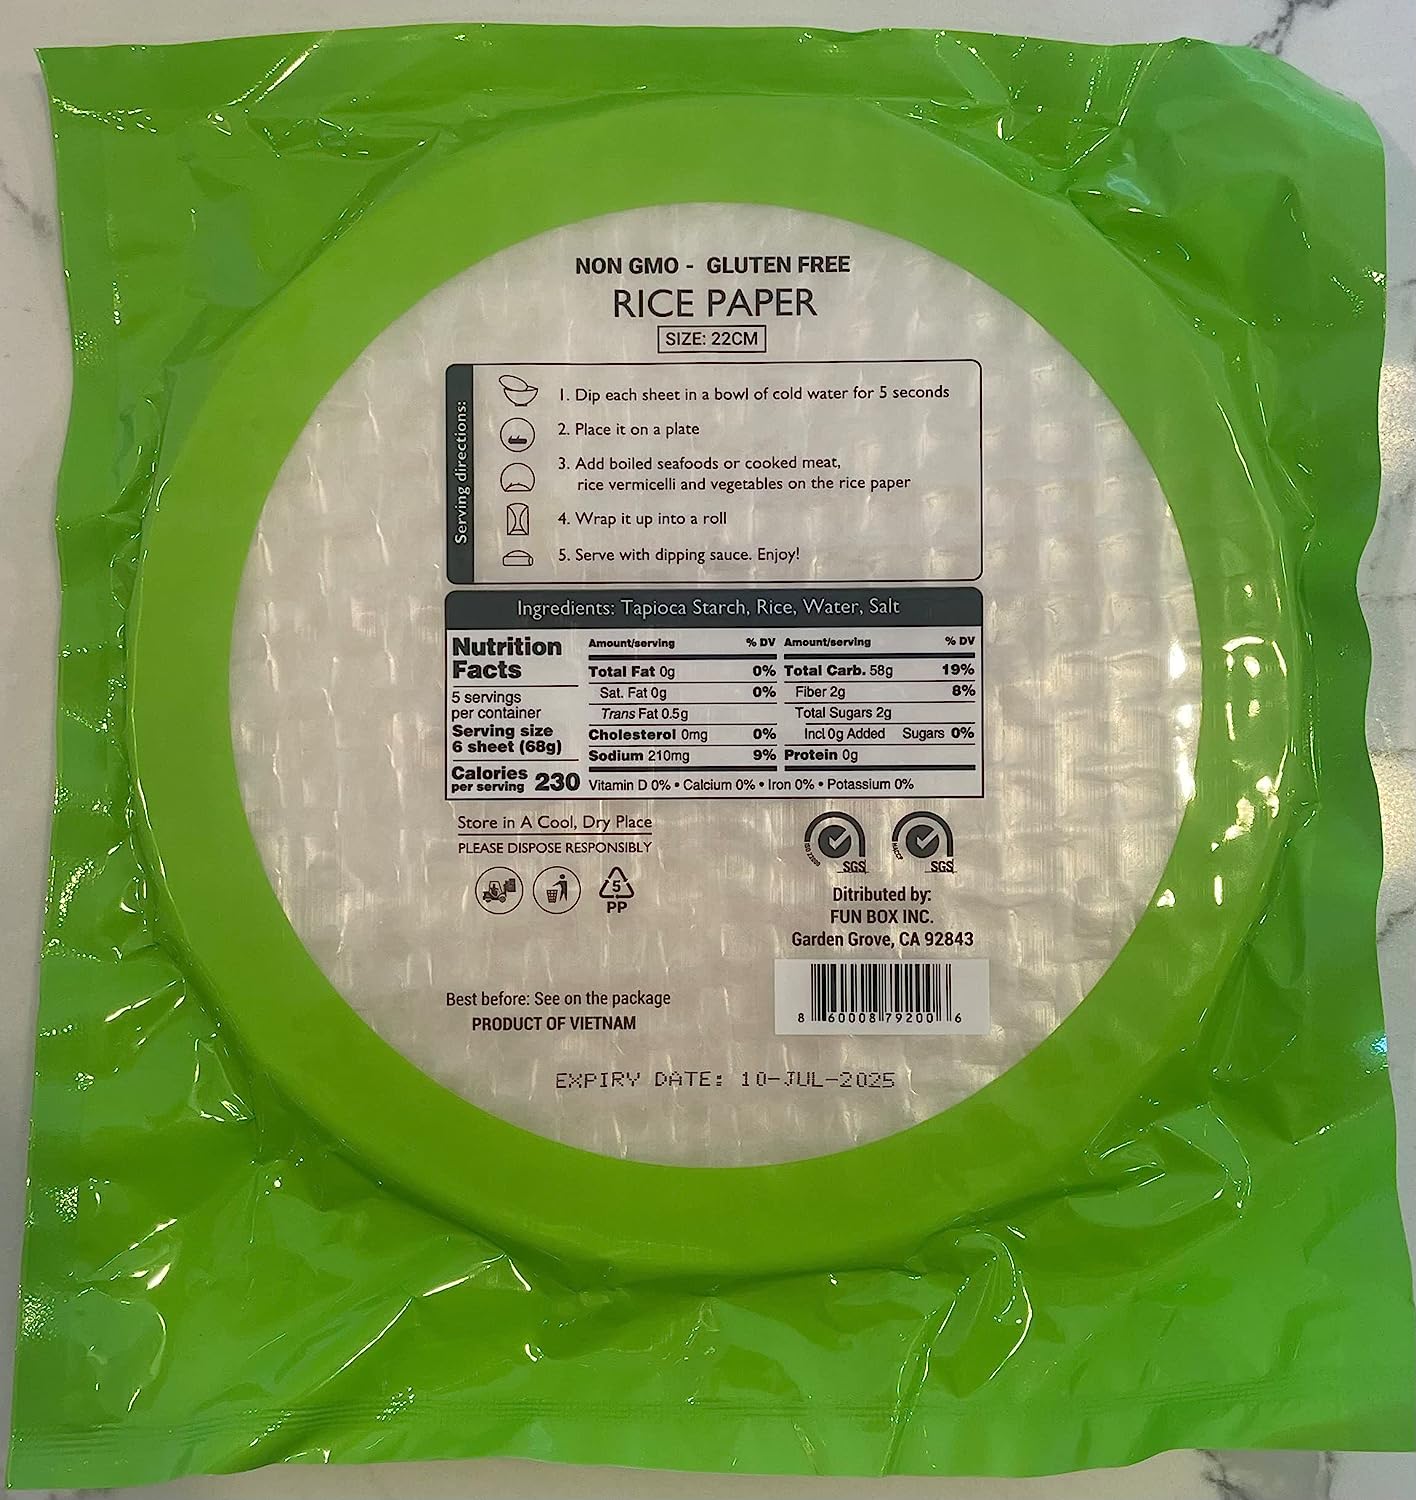 NON GMO - GLUTEN FREE
RICE PAPER
SIZE: 22CM
Serving directions:
1. Dip each sheet in a bowl of cold water for 5 seconds
2. Place it on a plate
3. Add boiled seafoods or cooked meat,
rice vermicelli and vegetables on the rice paper
4. Wrap it up into a roll
5. Serve with dipping sauce. Enjoy!
Ingredients: Tapioca Starch, Rice, Water, Salt
Nutrition
Facts
5 servings
per container
Serving size
6 sheet (68g)
Calories
per serving 230
Amount/serving % DV
Total Fat 0g 0%
Sat. Fat 0g 0%
Trans Fat 0.5g
Cholesterol 0mg 0%
Sodium 210mg 9%
Amount/serving % DV
Total Carb. 58g 19%
Fiber 2g 8%
Total Sugars 2g
Incl 0g Added Sugars 0%
Protein 0g
Vitamin D 0% • Calcium 0% • Iron 0% • Potassium 0%
Store in A Cool, Dry Place
PLEASE DISPOSE RESPONSIBLY
5
PP
ISO 22000
SGS
HACCP
SGS
Ditributed by:
FUN BOX INC.
Garden Grove, CA 92843
8 60008 79200 6
Best before: See on the package
PRODUCT OF VIETNAM
EXPIRY DATE: 10-JUL-2025